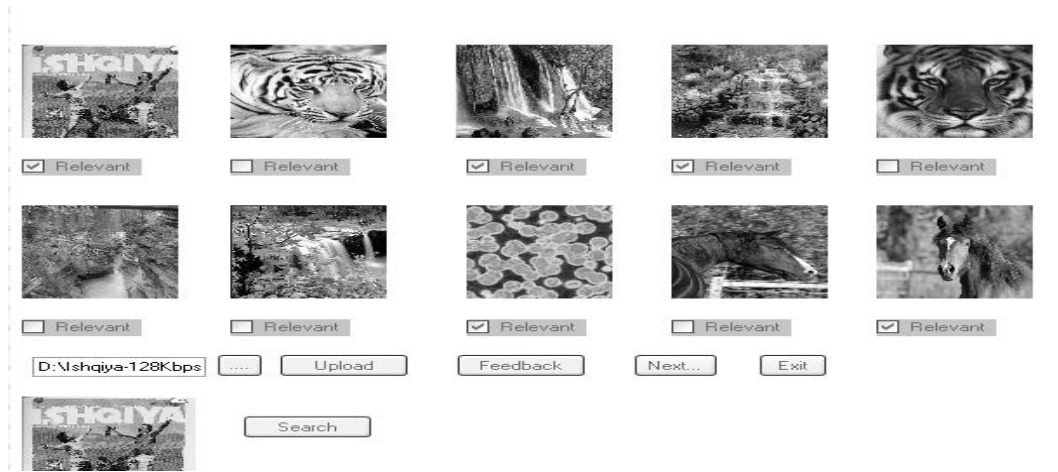 ISHQIYA
Relevant Relevant Relevant Relevant Relevant
Relevant Relevant Relevant Relevant Relevant
D:\Ishqiya-128Kbps .... Upload Feedback Next... Exit
ISHQIYA
Search